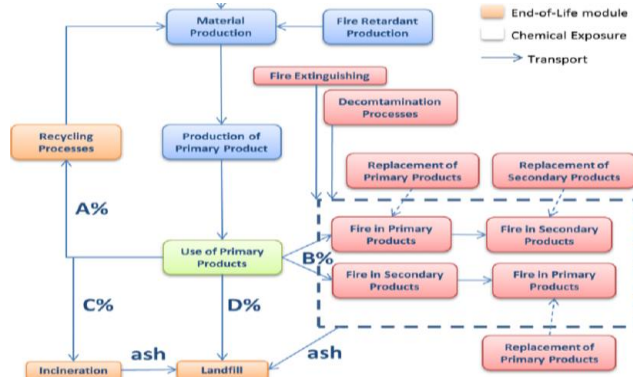 End-of-Life module
Chemical Exposure
Transport
Material
Production
Fire Retardant
Production
Fire Extinguishing
Decomtamination
Processes
Recycling
Processes
Production of
Primary Product
Replacement of
Primary Products
Replacement of
Secondary Products
A%
Use of Primary
Products
B%
Fire in Primary
Products
Fire in Secondary
Products
Fire in Secondary
Products
Fire in Primary
Products
C%
D%
Incineration
ash
Landfill
ash
Replacement of
Primary Products